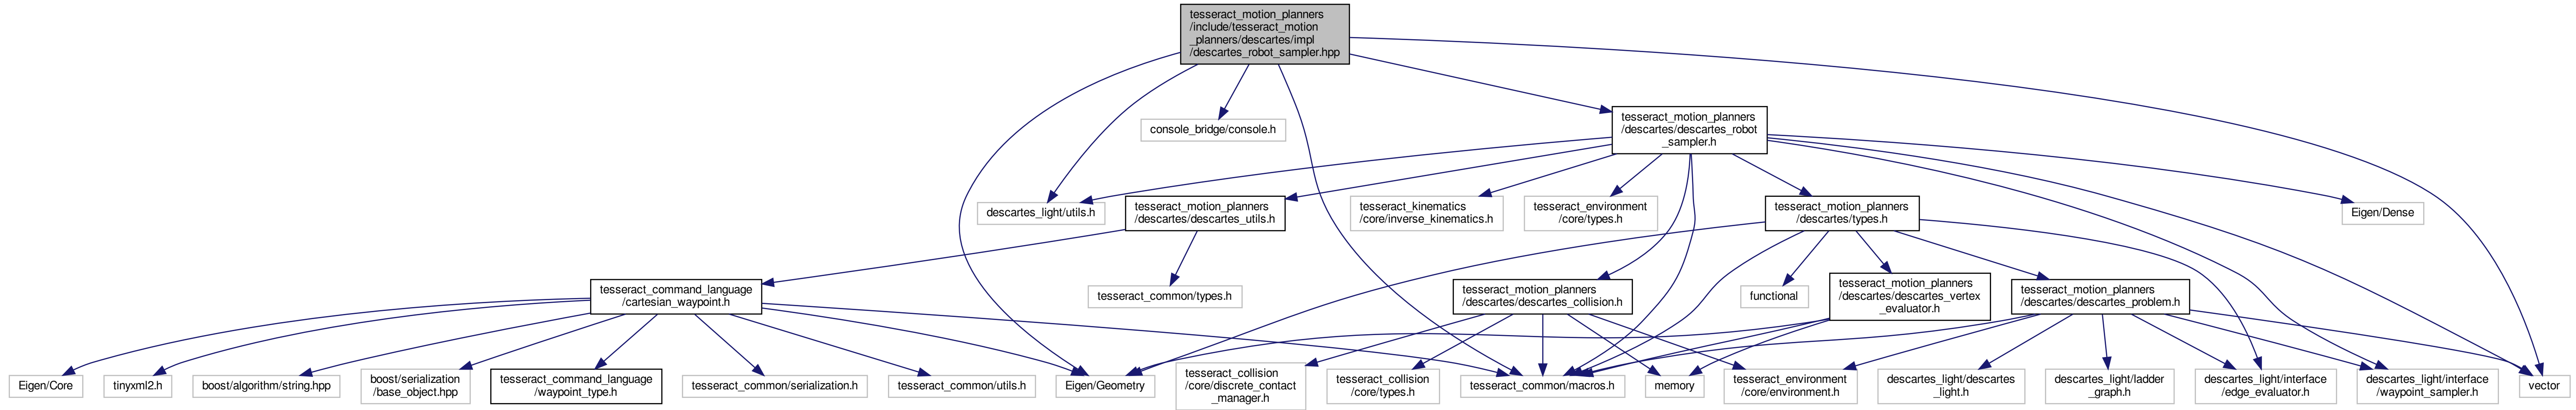 tesseract_motion_planners
/include/tesseract_motion
_planners/descartes/impl
/descartes_robot_sampler.hpp
console_bridge/console.h
tesseract_motion_planners
/descartes/descartes_robot
_sampler.h
descartes_light/utils.h
tesseract_motion_planners
/descartes/descartes_utils.h
tesseract_kinematics
/core/inverse_kinematics.h
tesseract_environment
/core/types.h
tesseract_motion_planners
/descartes/types.h
Eigen/Dense
tesseract_command_language
/cartesian_waypoint.h
tesseract_common/types.h
tesseract_motion_planners
/descartes/descartes_collision.h
functional
tesseract_motion_planners
/descartes/descartes_vertex
_evaluator.h
tesseract_motion_planners
/descartes/descartes_problem.h
Eigen/Core
tinyxml2.h
boost/algorithm/string.hpp
boost/serialization
/base_object.hpp
tesseract_command_language
/waypoint_type.h
tesseract_common/serialization.h
tesseract_common/utils.h
Eigen/Geometry
tesseract_collision
/core/discrete_contact
_manager.h
tesseract_collision
/core/types.h
tesseract_common/macros.h
memory
tesseract_environment
/core/environment.h
descartes_light/descartes
_light.h
descartes_light/ladder
_graph.h
descartes_light/interface
/edge_evaluator.h
descartes_light/interface
/waypoint_sampler.h
vector